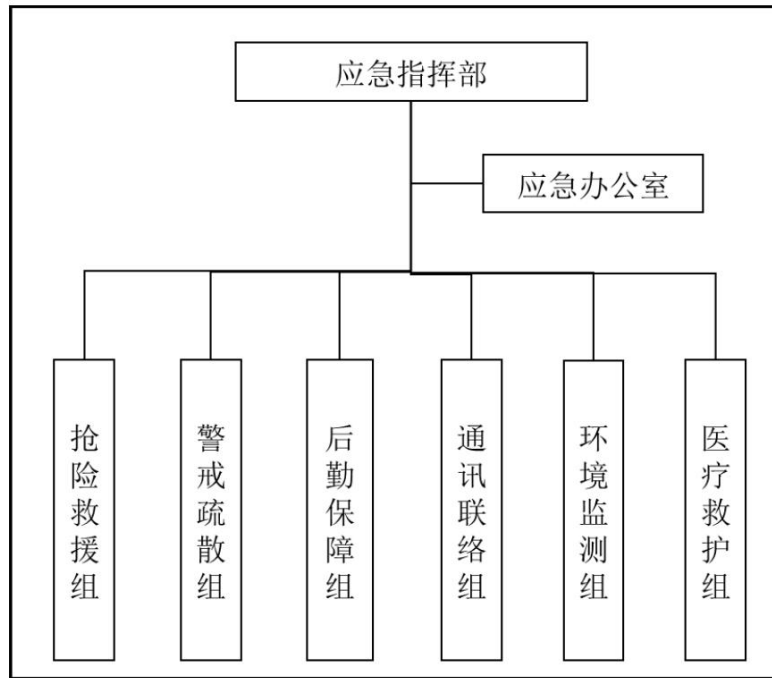 应急指挥部
应急办公室
抢险救援组
警戒疏散组
后勤保障组
通讯联络组
环境监测组
医疗救护组